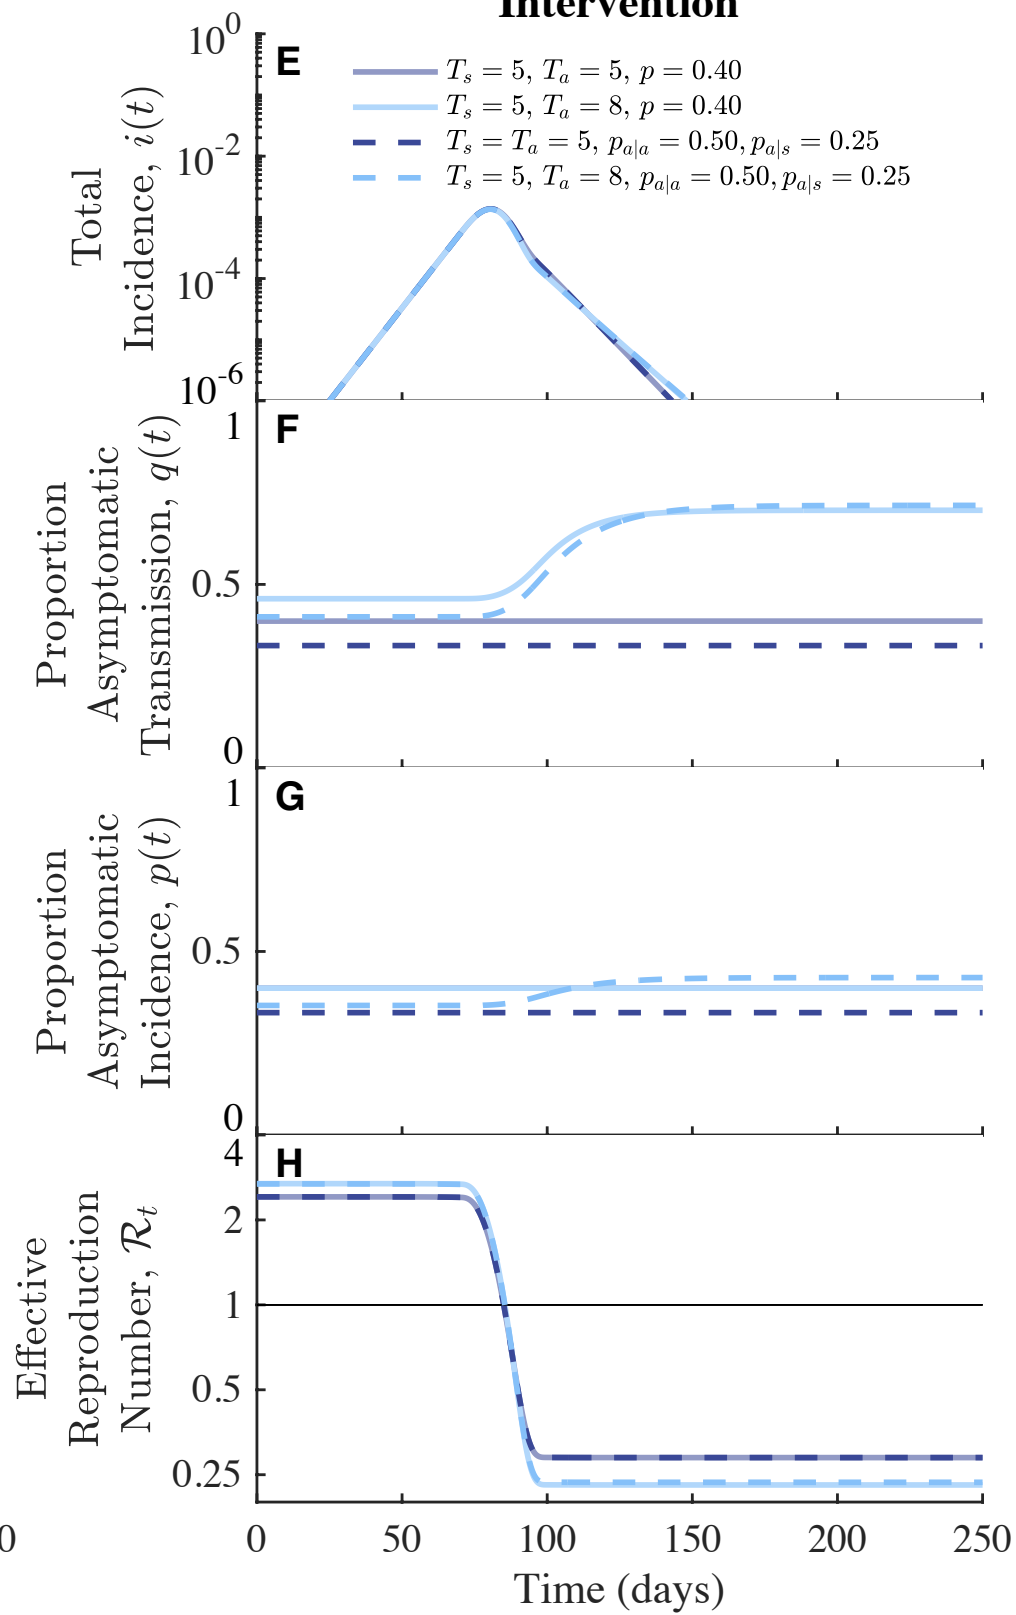 Intervention
E
T_s = 5, T_a = 5, p = 0.40
T_s = 5, T_a = 8, p = 0.40
T_s = T_a = 5, p_{a|a} = 0.50, p_{a|s} = 0.25
T_s = 5, T_a = 8, p_{a|a} = 0.50, p_{a|s} = 0.25
Total
Incidence, i(t)
10^0
10^-2
10^-4
10^-6
F
Proportion
Asymptomatic
Transmission, q(t)
1
0.5
0
G
Proportion
Asymptomatic
Incidence, p(t)
1
0.5
0
H
Effective
Reproduction
Number, ℛ_t
4
2
1
0.5
0.25
0 0 50 100 150 200 250
Time (days)